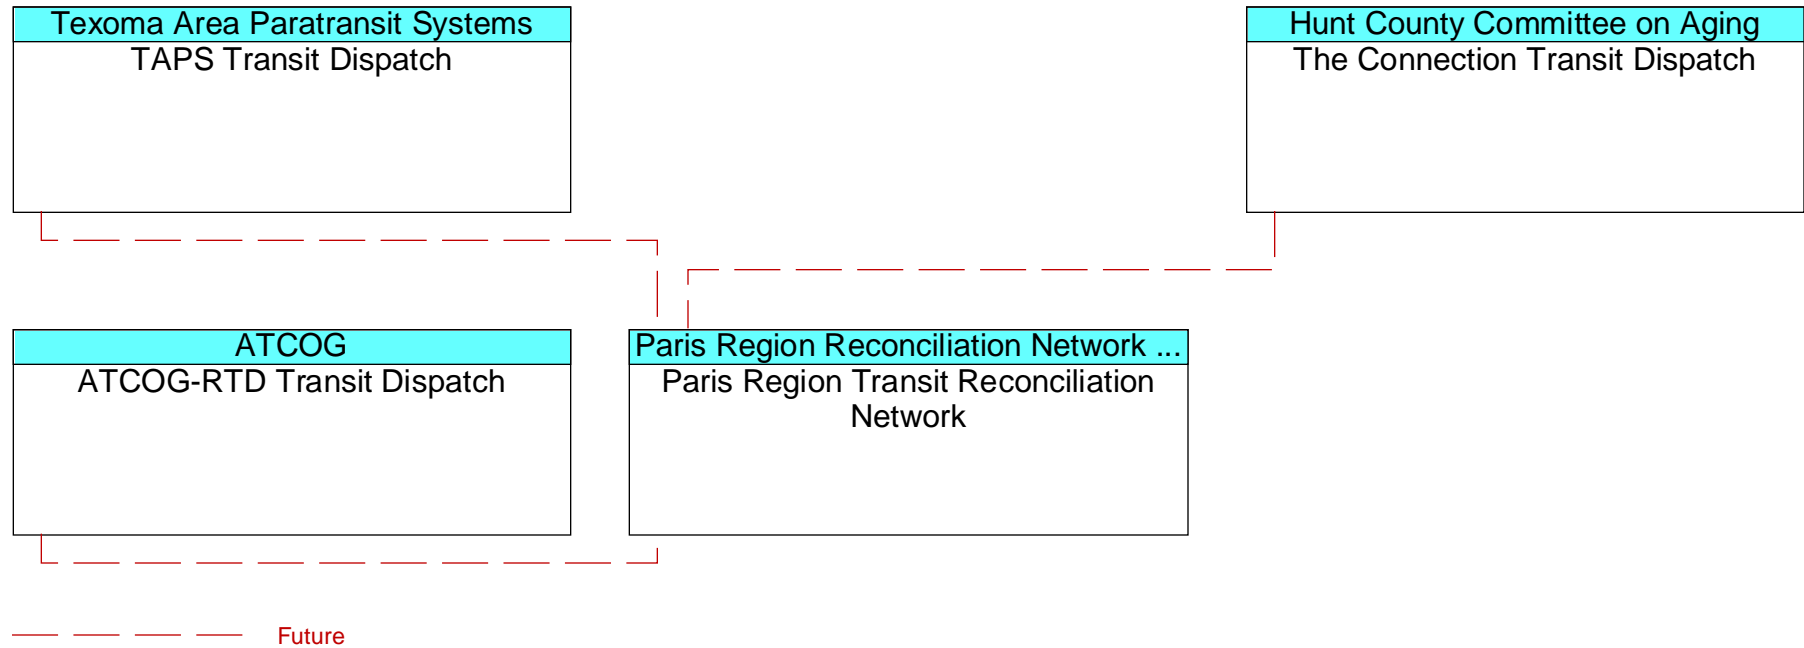 Texoma Area Paratransit Systems
TAPS Transit Dispatch
Hunt County Committee on Aging
The Connection Transit Dispatch
ATCOG
ATCOG-RTD Transit Dispatch
Paris Region Reconciliation Network ...
Paris Region Transit Reconciliation
Network
Future